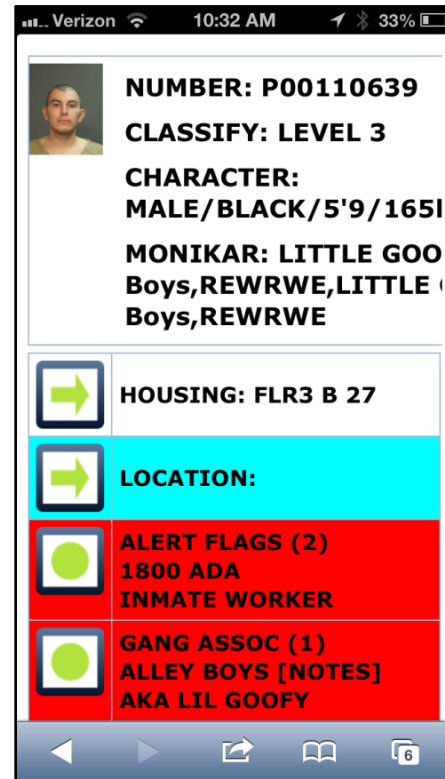 Verizon 10:32 AM 33%
NUMBER: P00110639
CLASSIFY: LEVEL 3
CHARACTER:
MALE/BLACK/5'9/165l
MONIKAR: LITTLE GOO
Boys,REWRWE,LITTLE
Boys,REWRWE
HOUSING: FLR3 B 27
LOCATION:
ALERT FLAGS (2)
1800 ADA
INMATE WORKER
GANG ASSOC (1)
ALLEY BOYS [NOTES]
AKA LIL GOOFY
6